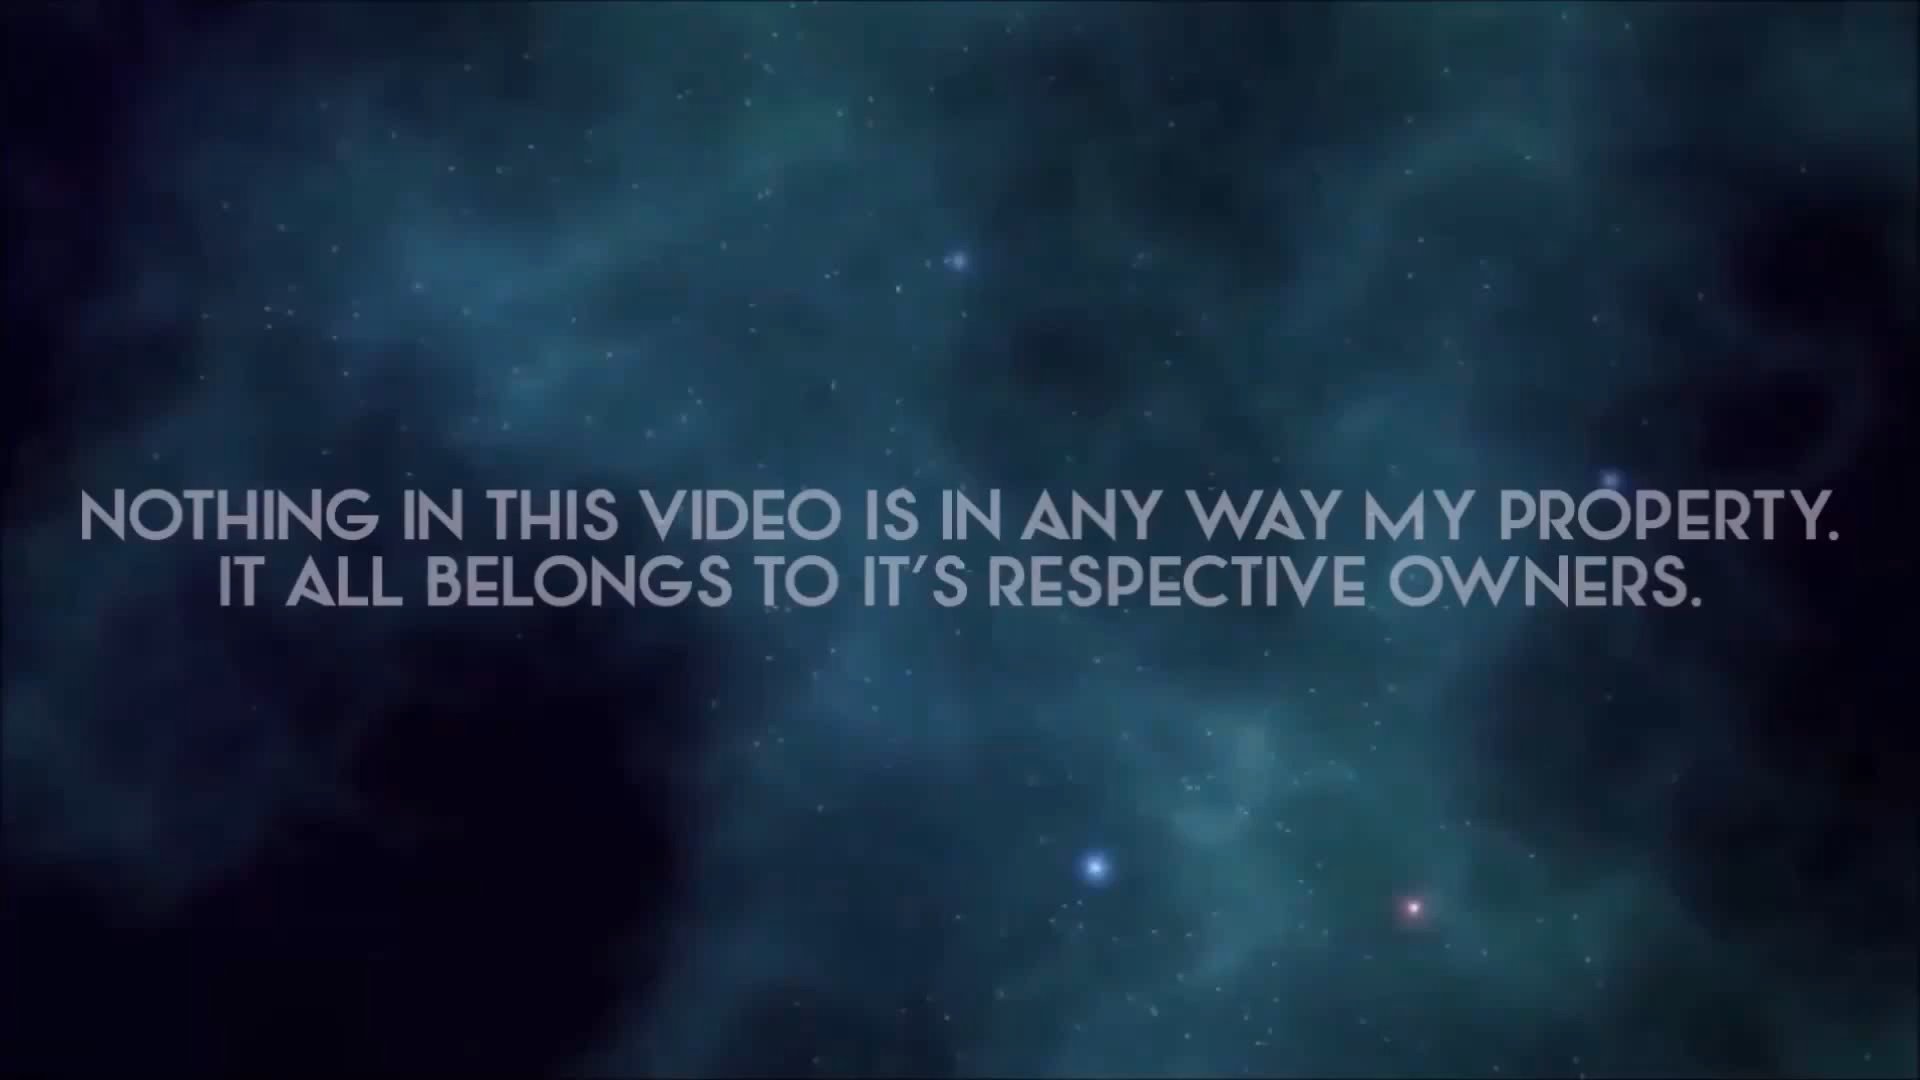 NOTHING IN THIS VIDEO IS IN ANY WAY MY PROPERTY.
IT ALL BELONGS TO IT'S RESPECTIVE OWNERS.